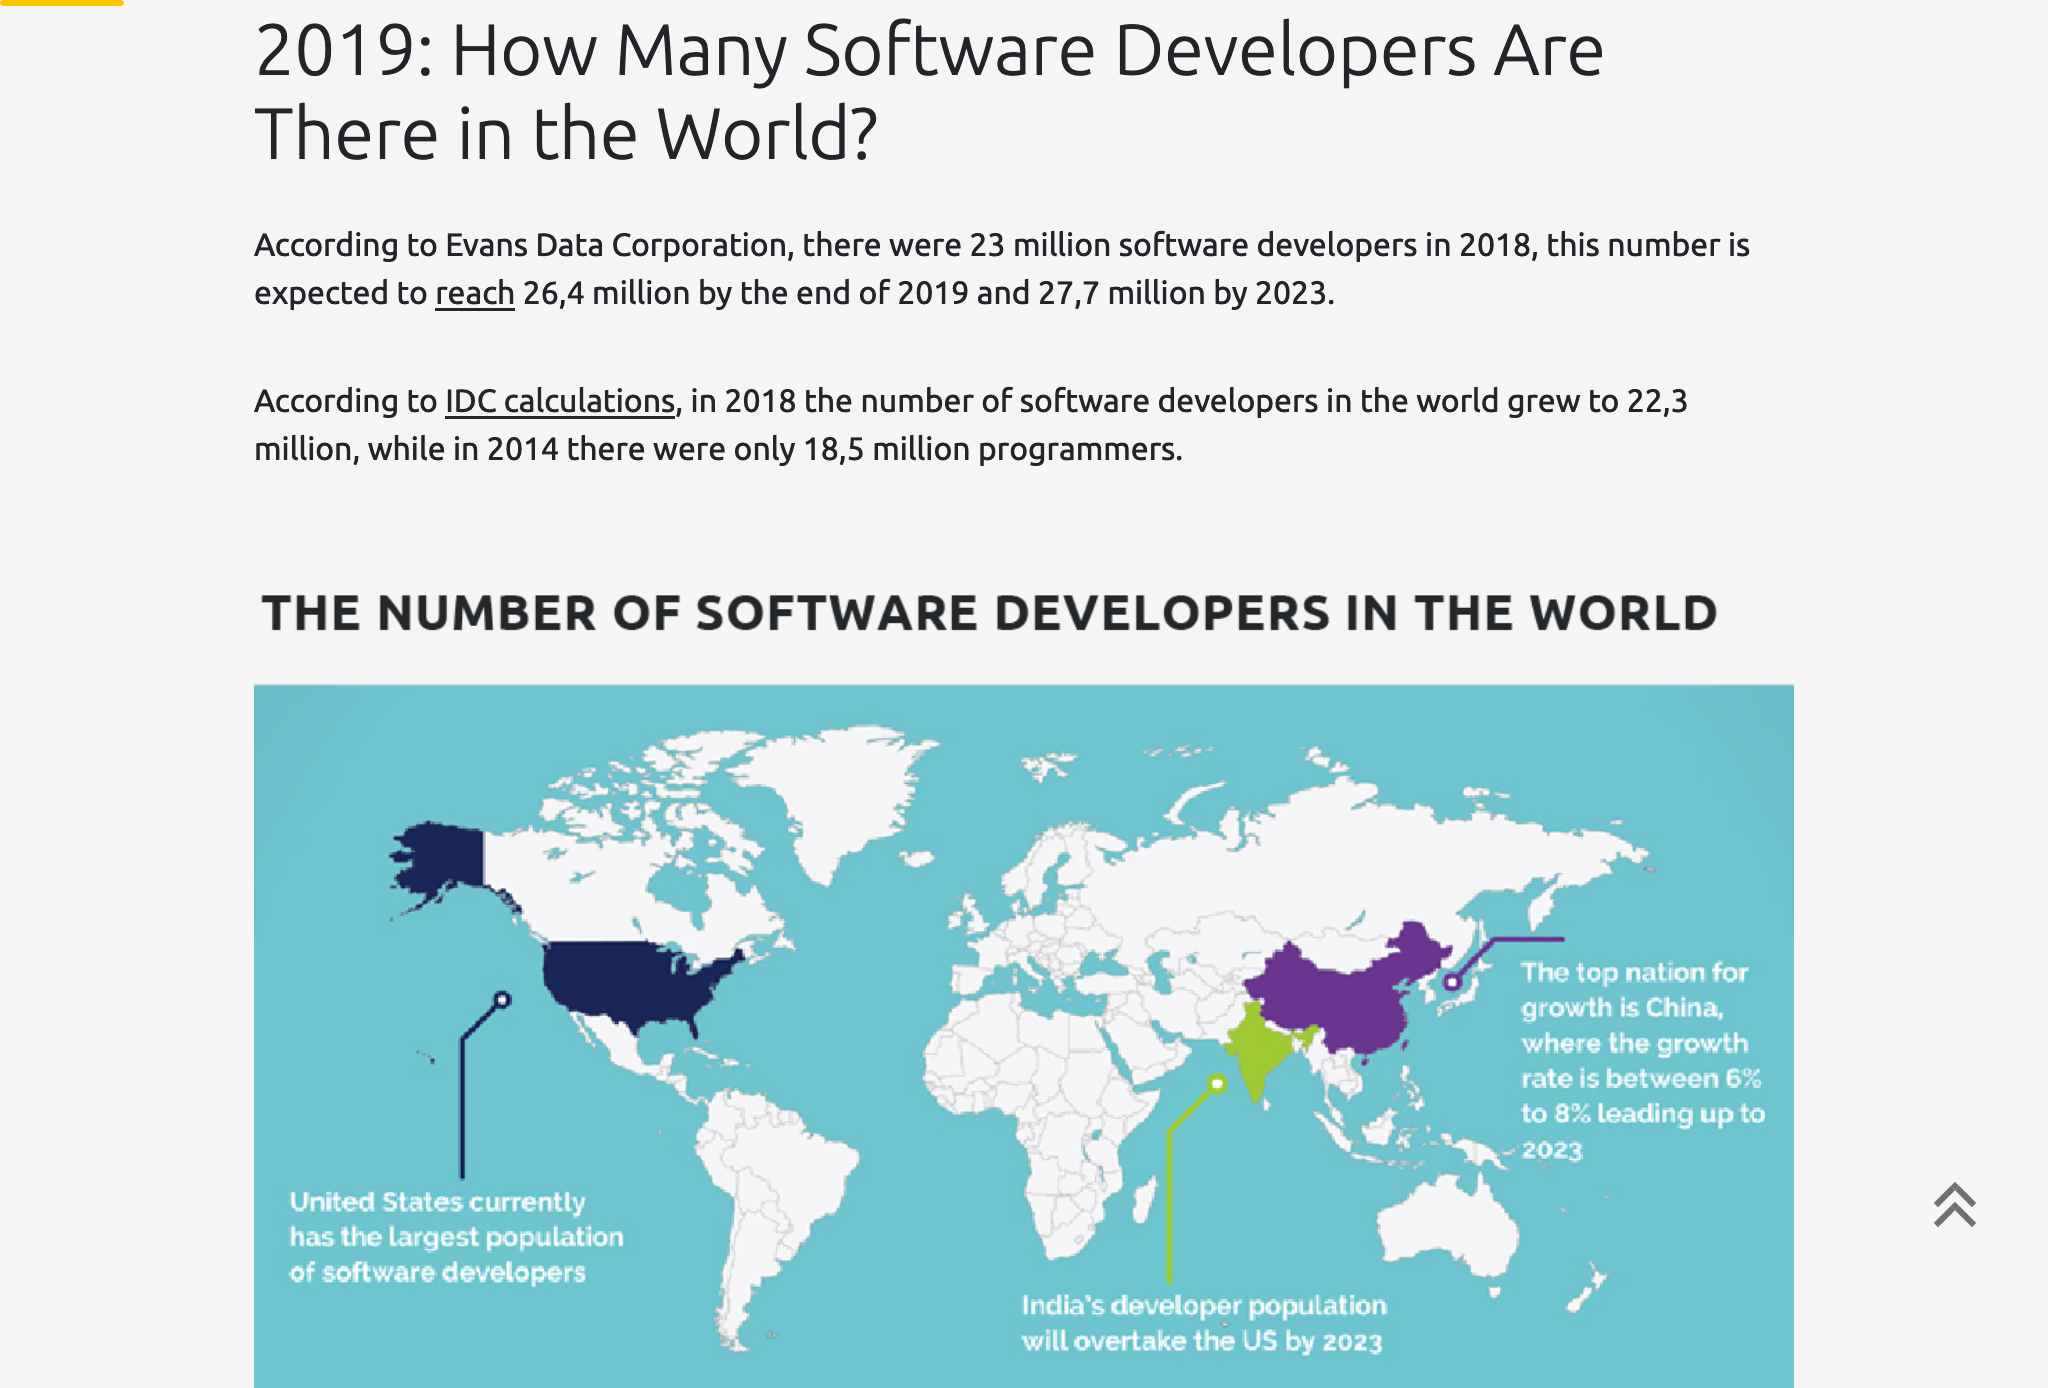 2019: How Many Software Developers Are
There in the World?
According to Evans Data Corporation, there were 23 million software developers in 2018, this number is
expected to reach 26,4 million by the end of 2019 and 27,7 million by 2023.
According to IDC calculations, in 2018 the number of software developers in the world grew to 22,3
million, while in 2014 there were only 18,5 million programmers.
THE NUMBER OF SOFTWARE DEVELOPERS IN THE WORLD
The top nation for
growth is China,
where the growth
rate is between 6%
to 8% leading up to
2023
United States currently
has the largest population
of software developers
India's developer population
will overtake the US by 2023